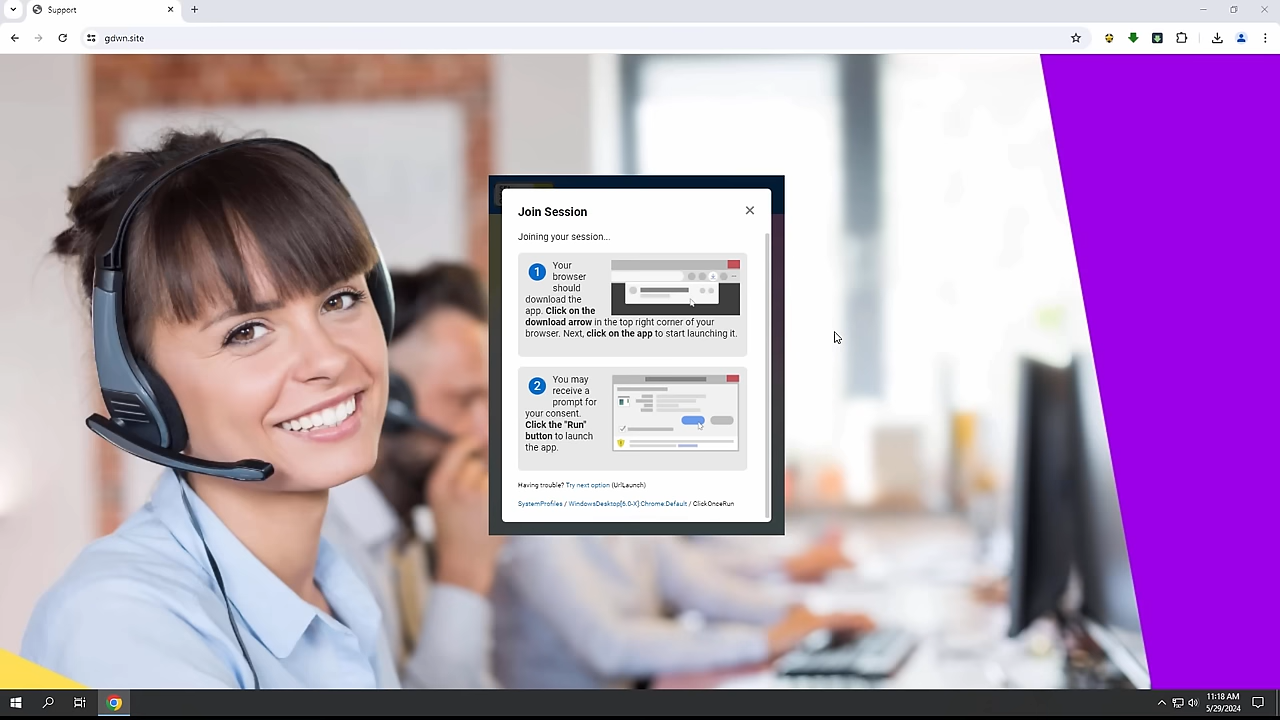 Support
gdwn.site
Join Session
Joining your session...
1 Your
browser
should
download the
app. Click on the
download arrow in the top right corner of your
browser. Next, click on the app to start launching it.
2 You may
receive a
prompt for
your consent.
Click the "Run"
button to launch
the app.
Having trouble? Try next option (UrlLaunch)
SystemProfiles / WindowsDesktop[6.0-X] Chrome.Default / ClickOnceRun
11:18 AM
5/29/2024